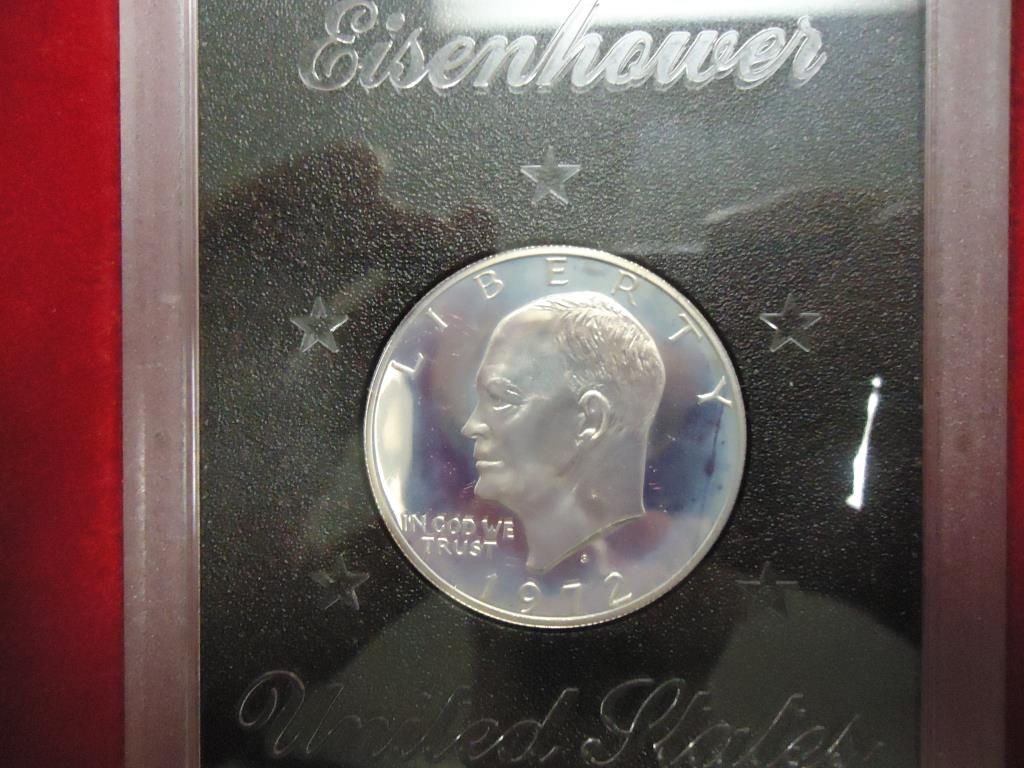 Eisenhower
LIBERTY
IN GOD WE
TRUST
S
1972
United States